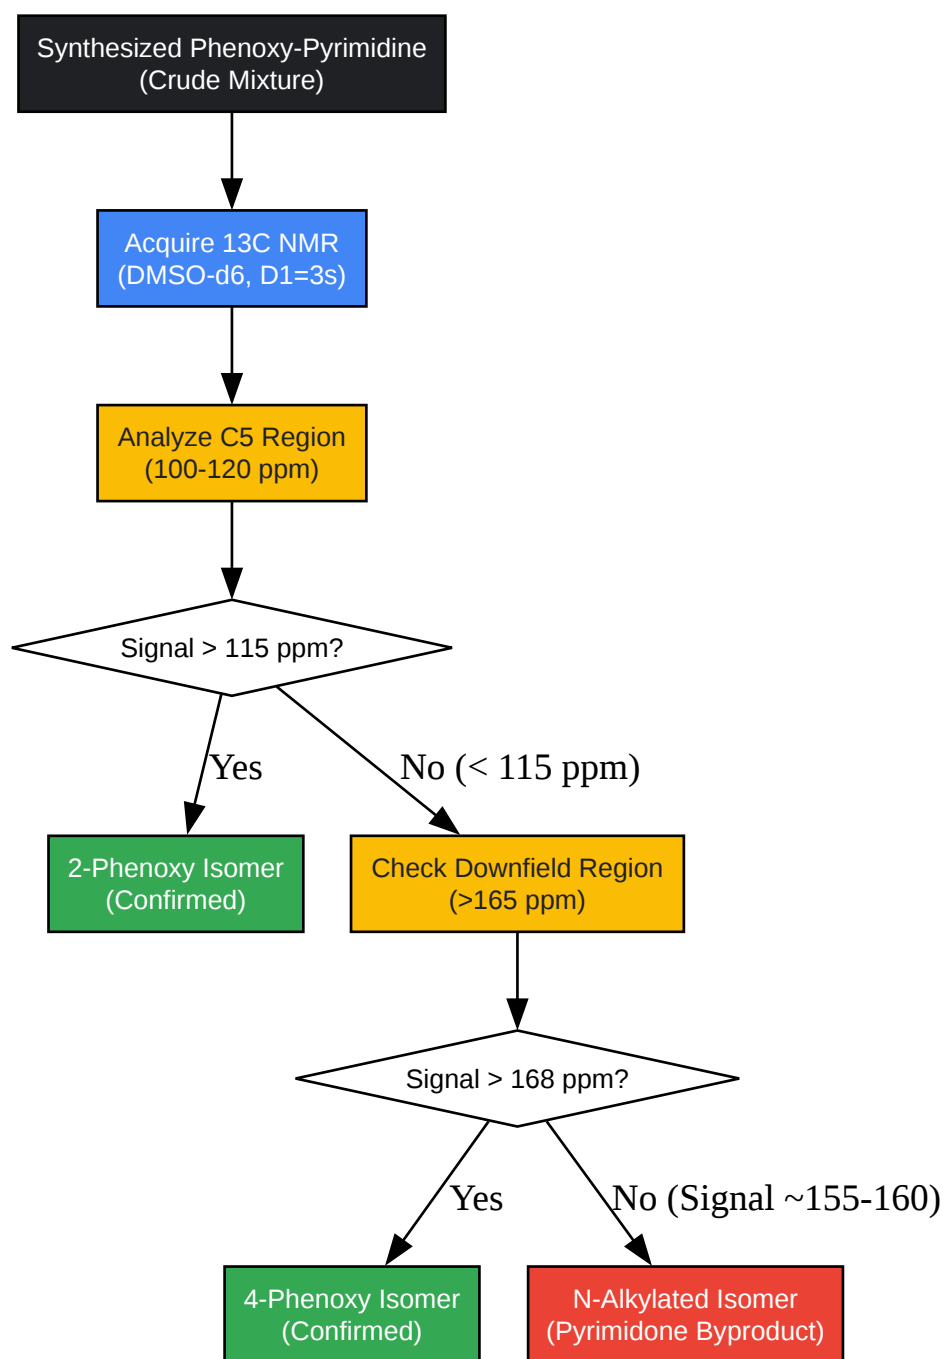 Synthesized Phenoxy-Pyrimidine
(Crude Mixture)
Acquire 13C NMR
(DMSO-d6, D1=3s)
Analyze C5 Region
(100-120 ppm)
Signal > 115 ppm?
Yes
No (< 115 ppm)
2-Phenoxy Isomer
(Confirmed)
Check Downfield Region
(>165 ppm)
Signal > 168 ppm?
Yes
No (Signal ~155-160)
4-Phenoxy Isomer
(Confirmed)
N-Alkylated Isomer
(Pyrimidone Byproduct)